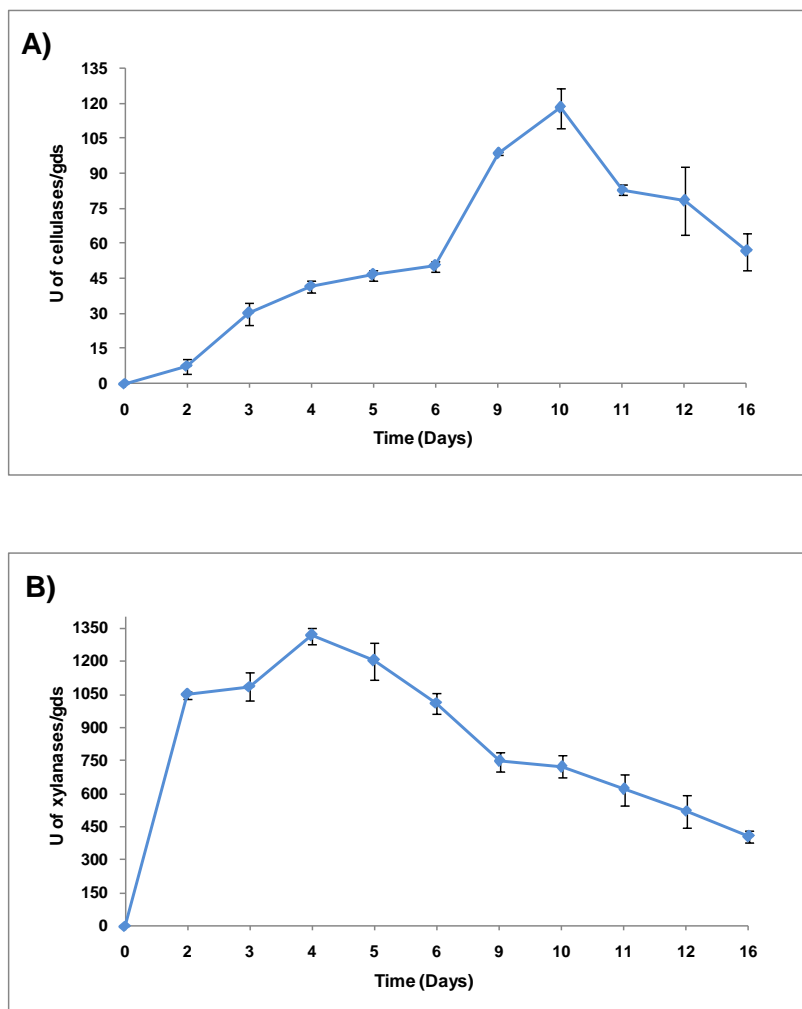 A)
135
120
105
90
75
60
45
30
15
0
U of cellulases/gds
0 2 3 4 5 6 9 10 11 12 16
Time (Days)
B)
1350
1200
1050
900
750
600
450
300
150
0
U of xylanases/gds
0 2 3 4 5 6 9 10 11 12 16
Time (Days)